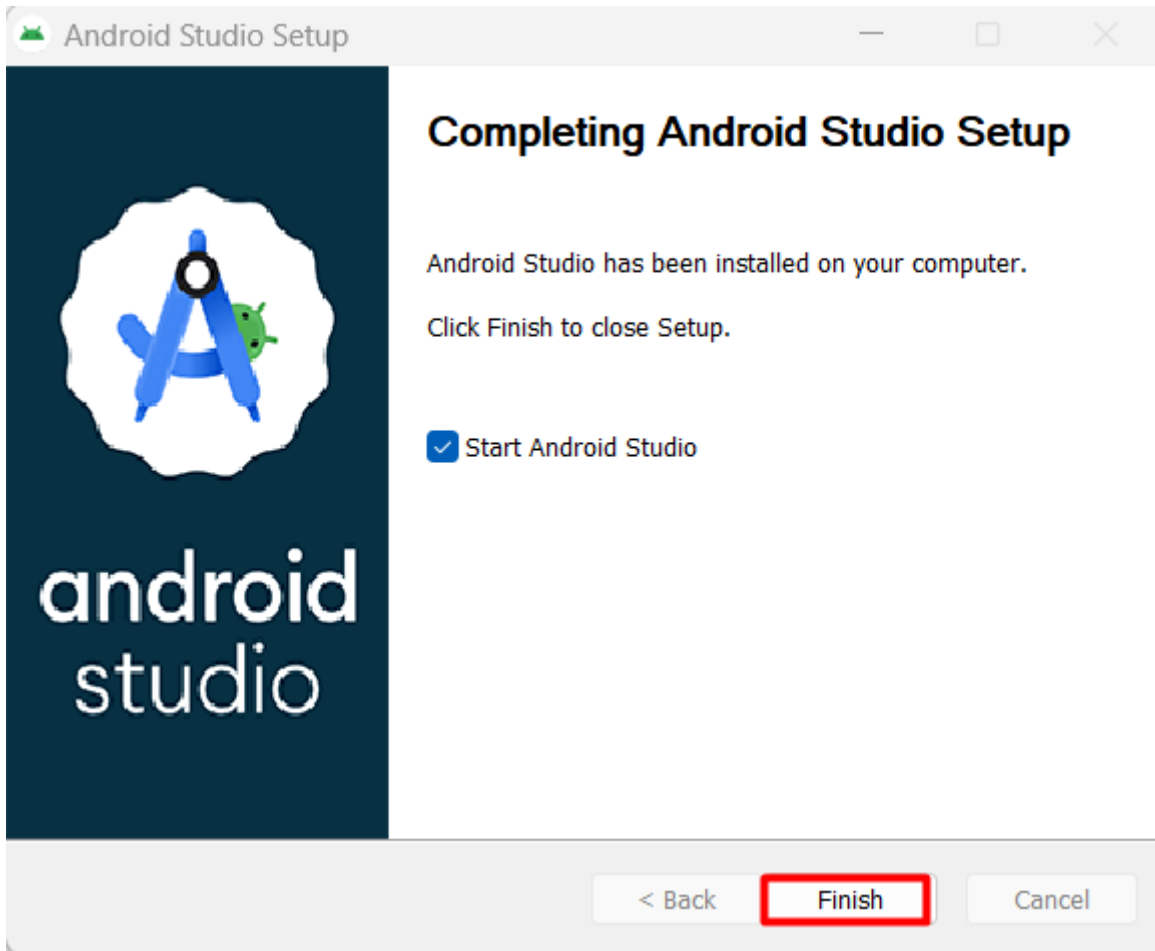 Android Studio Setup
Completing Android Studio Setup
Android Studio has been installed on your computer.
Click Finish to close Setup.
Start Android Studio
android
studio
< Back
Finish
Cancel